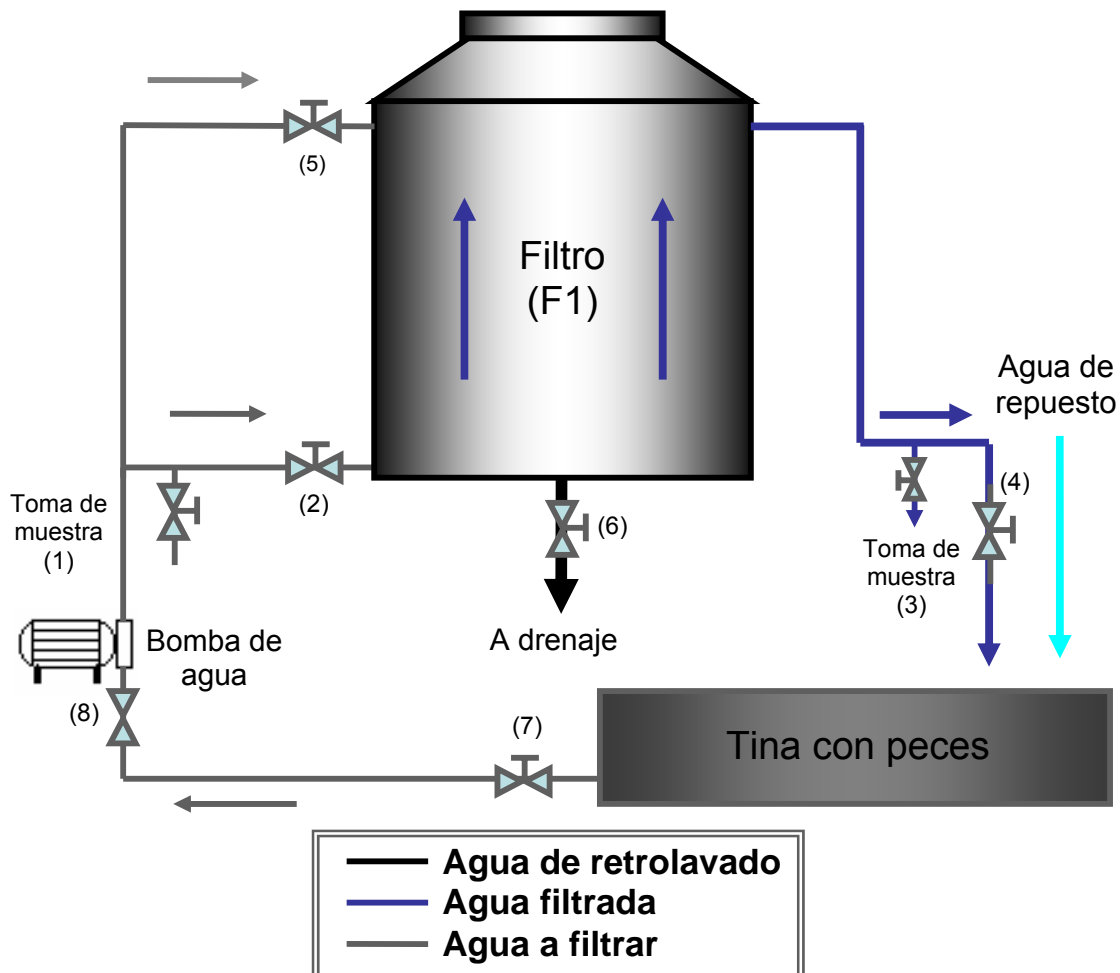 (5)
Filtro
(F1)
Agua de
repuesto
(2)
Toma de
muestra
(1)
(6)
(4)
Toma de
muestra
(3)
A drenaje
Bomba de
agua
(8)
(7)
Tina con peces
Agua de retrolavado
Agua filtrada
Agua a filtrar